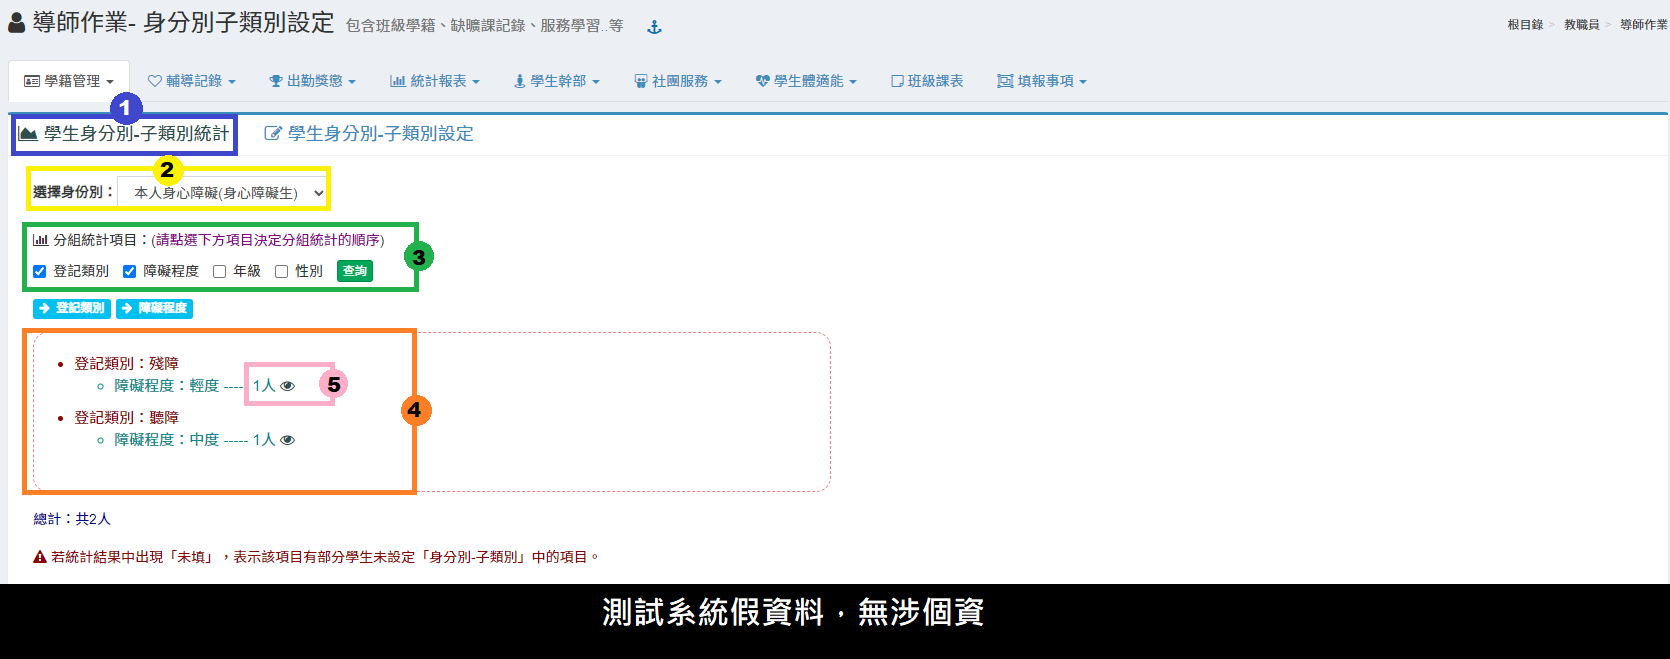 導師作業- 身分別子類別設定 包含班級學籍、缺曠課記錄、服務學習..等
根目錄 > 教職員 > 導師作業
學籍管理 輔導記錄 出勤獎懲 統計報表 學生幹部 社團服務 學生體適能 班級課表 填報事項
1
學生身分別-子類別統計 學生身分別-子類別設定
2
選擇身份別： 本人身心障礙(身心障礙生)
分組統計項目：(請點選下方項目決定分組統計的順序)
3
登記類別 障礙程度 年級 性別 查詢
登記類別 障礙程度
登記類別：殘障
障礙程度：輕度 ---- 1人 5
4
登記類別：聽障
障礙程度：中度 ----- 1人
總計：共2人
若統計結果中出現「未填」，表示該項目有部分學生未設定「身分別-子類別」中的項目。
測試系統假資料，無涉個資